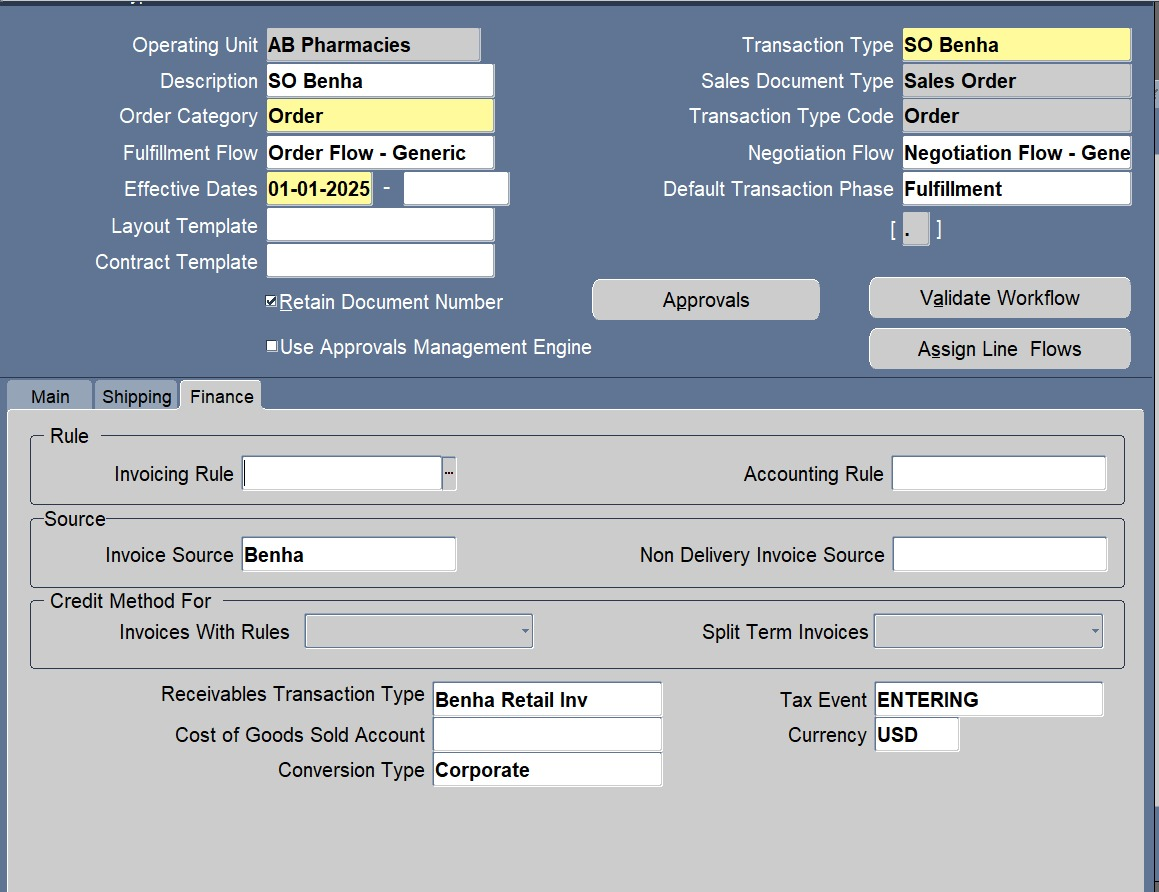 Operating Unit AB Pharmacies Transaction Type SO Benha
Description SO Benha Sales Document Type Sales Order
Order Category Order Transaction Type Code Order
Fulfillment Flow Order Flow - Generic Negotiation Flow Negotiation Flow - Gene
Effective Dates 01-01-2025 - Default Transaction Phase Fulfillment
Layout Template [ . ]
Contract Template
Retain Document Number Approvals Validate Workflow
Use Approvals Management Engine Assign Line Flows
Main Shipping Finance
Rule
Invoicing Rule ... Accounting Rule
Source
Invoice Source Benha Non Delivery Invoice Source
Credit Method For
Invoices With Rules Split Term Invoices
Receivables Transaction Type Benha Retail Inv Tax Event ENTERING
Cost of Goods Sold Account Currency USD
Conversion Type Corporate